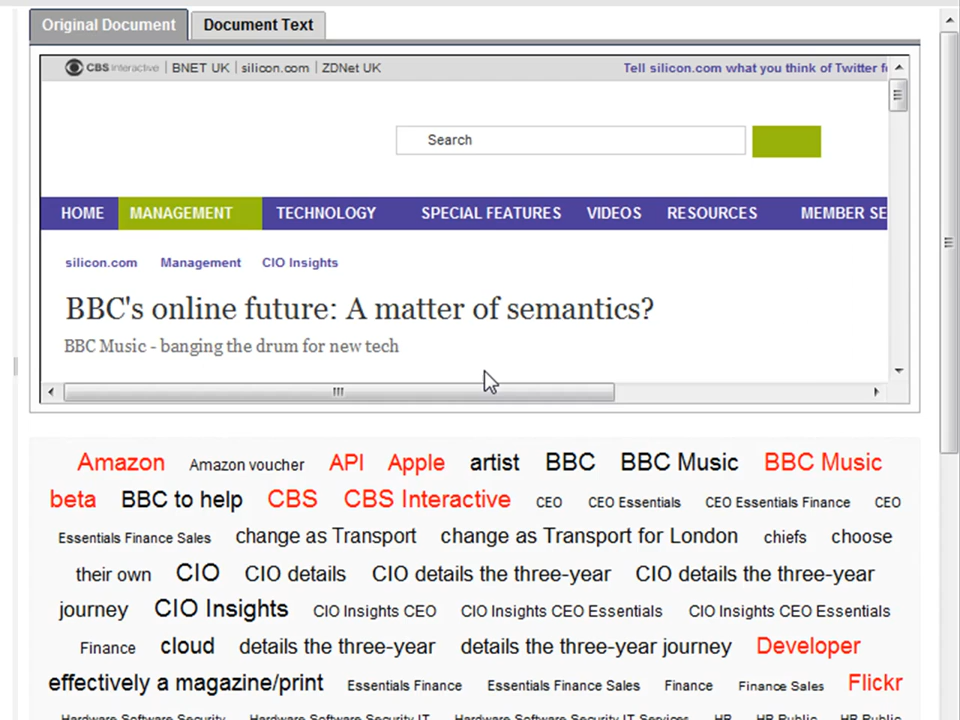 Original Document Document Text
CBS interactive | BNET UK | silicon.com | ZDNet UK Tell silicon.com what you think of Twitter
Search
HOME MANAGEMENT TECHNOLOGY SPECIAL FEATURES VIDEOS RESOURCES MEMBER SE
silicon.com Management CIO Insights
BBC's online future: A matter of semantics?
BBC Music - banging the drum for new tech
Amazon Amazon voucher API Apple artist BBC BBC Music BBC Music
beta BBC to help CBS CBS Interactive CEO CEO Essentials CEO Essentials Finance CEO
Essentials Finance Sales change as Transport change as Transport for London chiefs choose
their own CIO CIO details CIO details the three-year CIO details the three-year
journey CIO Insights CIO Insights CEO CIO Insights CEO Essentials CIO Insights CEO Essentials
Finance cloud details the three-year details the three-year journey Developer
effectively a magazine/print Essentials Finance Essentials Finance Sales Finance Finance Sales Flickr
Hardware Software Security Hardware Software Security IT Hardware Software Security IT Services HR HR Public HR Public